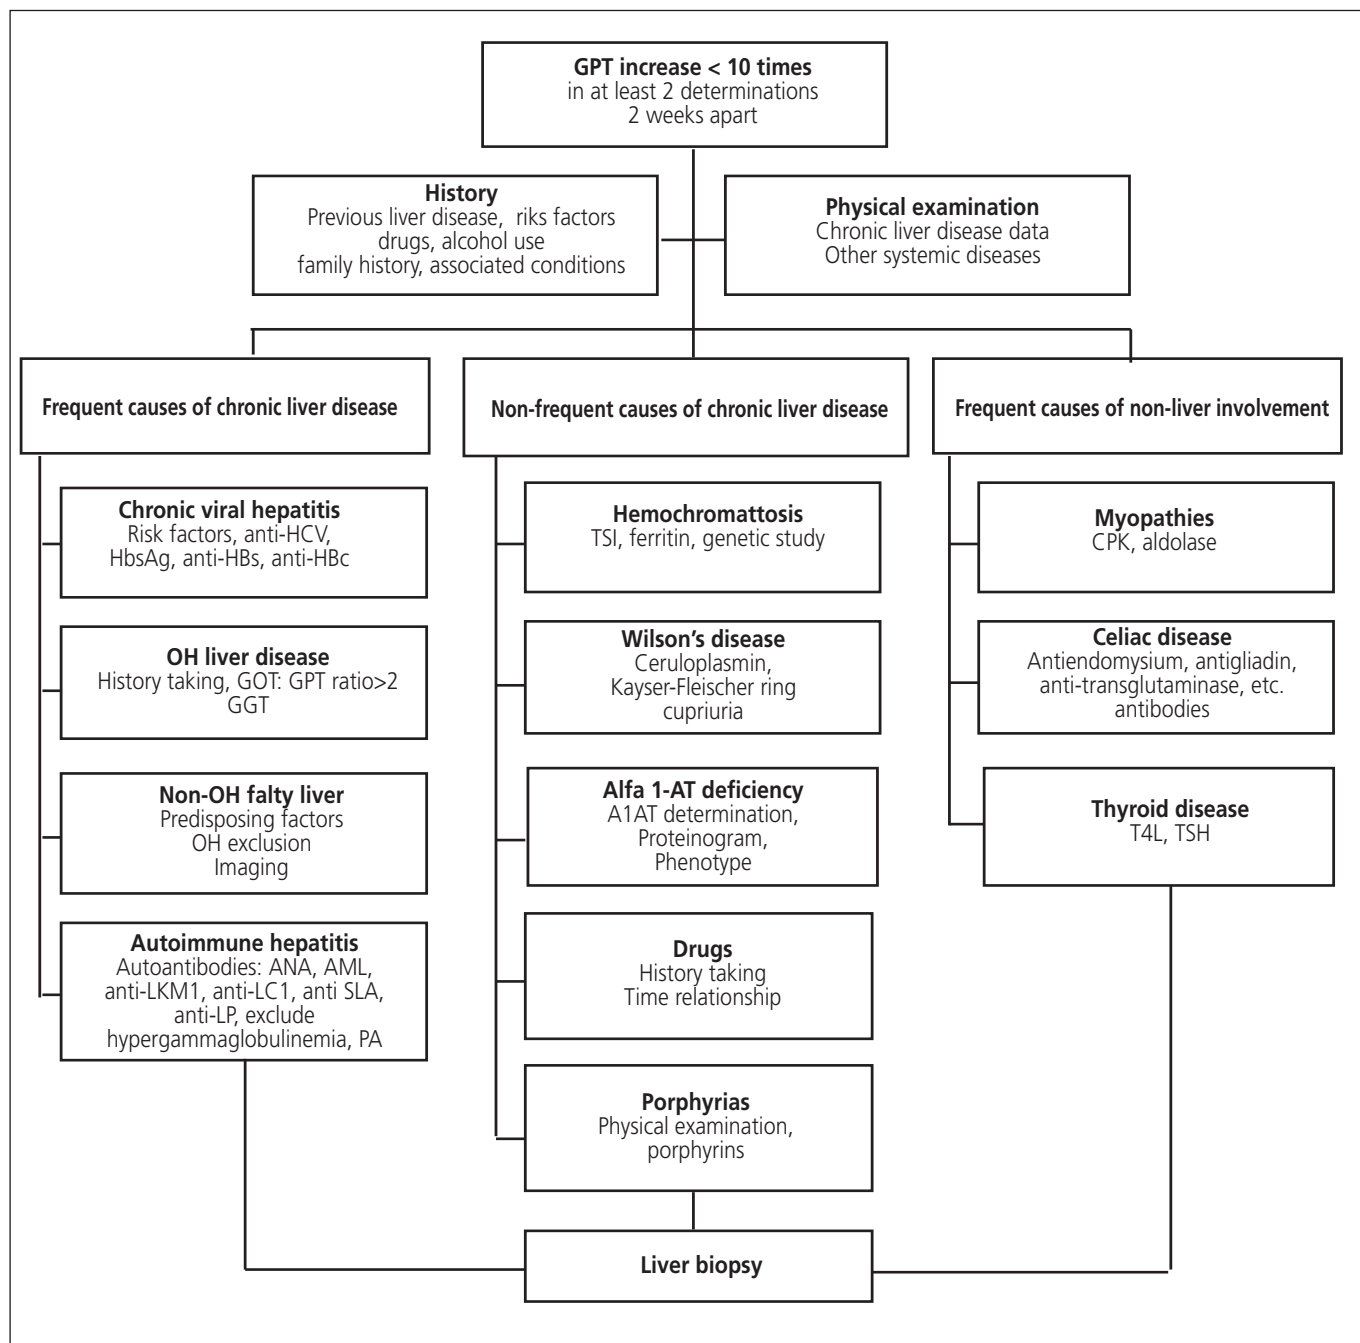 GPT increase < 10 times
in at least 2 determinations
2 weeks apart
History
Previous liver disease, riks factors
drugs, alcohol use
family history, associated conditions
Physical examination
Chronic liver disease data
Other systemic diseases
Frequent causes of chronic liver disease
Non-frequent causes of chronic liver disease
Frequent causes of non-liver involvement
Chronic viral hepatitis
Risk factors, anti-HCV,
HbsAg, anti-HBs, anti-HBc
OH liver disease
History taking, GOT: GPT ratio>2
GGT
Non-OH falty liver
Predisposing factors
OH exclusion
Imaging
Autoimmune hepatitis
Autoantibodies: ANA, AML,
anti-LKM1, anti-LC1, anti SLA,
anti-LP, exclude
hypergammaglobulinemia, PA
Hemochromattosis
TSI, ferritin, genetic study
Wilson's disease
Ceruloplasmin,
Kayser-Fleischer ring
cupriuria
Alfa 1-AT deficiency
A1AT determination,
Proteinogram,
Phenotype
Drugs
History taking
Time relationship
Porphyrias
Physical examination,
porphyrins
Myopathies
CPK, aldolase
Celiac disease
Antiendomysium, antigliadin,
anti-transglutaminase, etc.
antibodies
Thyroid disease
T4L, TSH
Liver biopsy